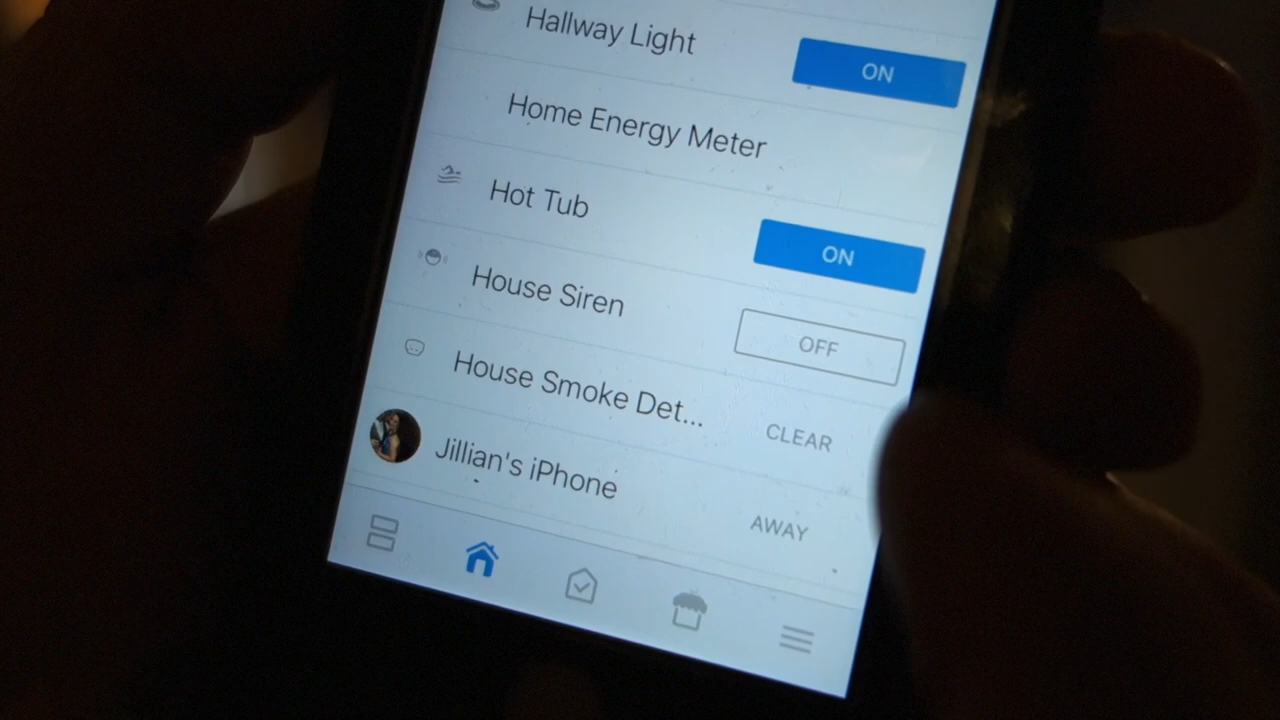 Hallway Light
ON
Home Energy Meter
Hot Tub
ON
House Siren
OFF
House Smoke Det...
CLEAR
Jillian's iPhone
AWAY